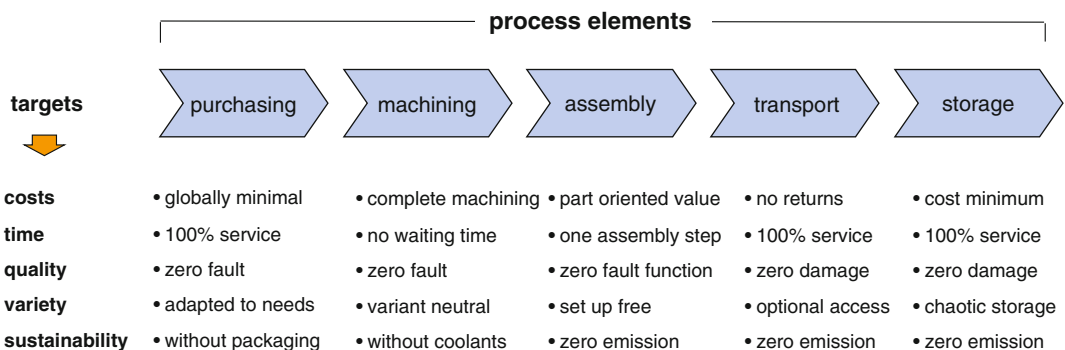 process elements
targets purchasing machining assembly transport storage
costs • globally minimal • complete machining • part oriented value • no returns • cost minimum
time • 100% service • no waiting time • one assembly step • 100% service • 100% service
quality • zero fault • zero fault • zero fault function • zero damage • zero damage
variety • adapted to needs • variant neutral • set up free • optional access • chaotic storage
sustainability • without packaging • without coolants • zero emission • zero emission • zero emission